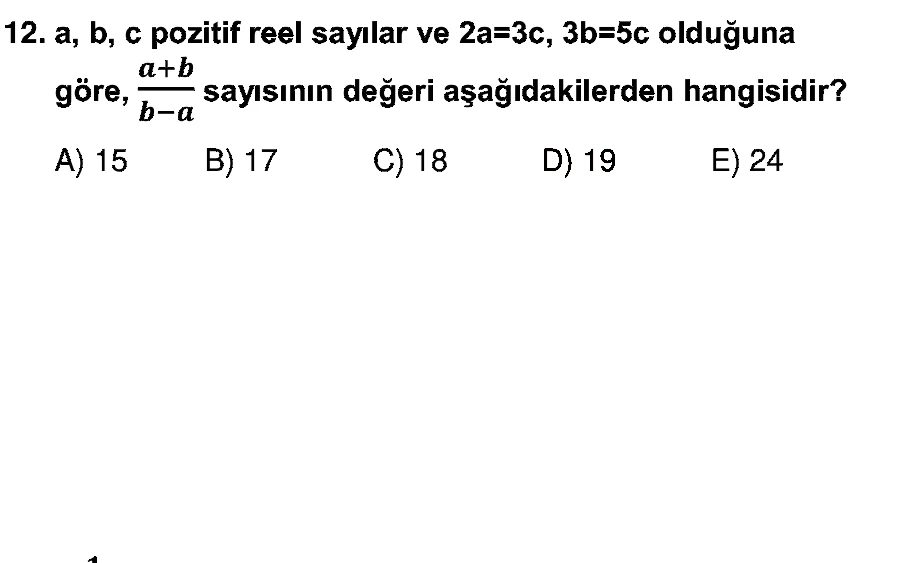 12. a, b, c pozitif reel sayılar ve 2a=3c, 3b=5c olduğuna
göre, \frac{a+b}{b-a} sayısının değeri aşağıdakilerden hangisidir?
A) 15 B) 17 C) 18 D) 19 E) 24